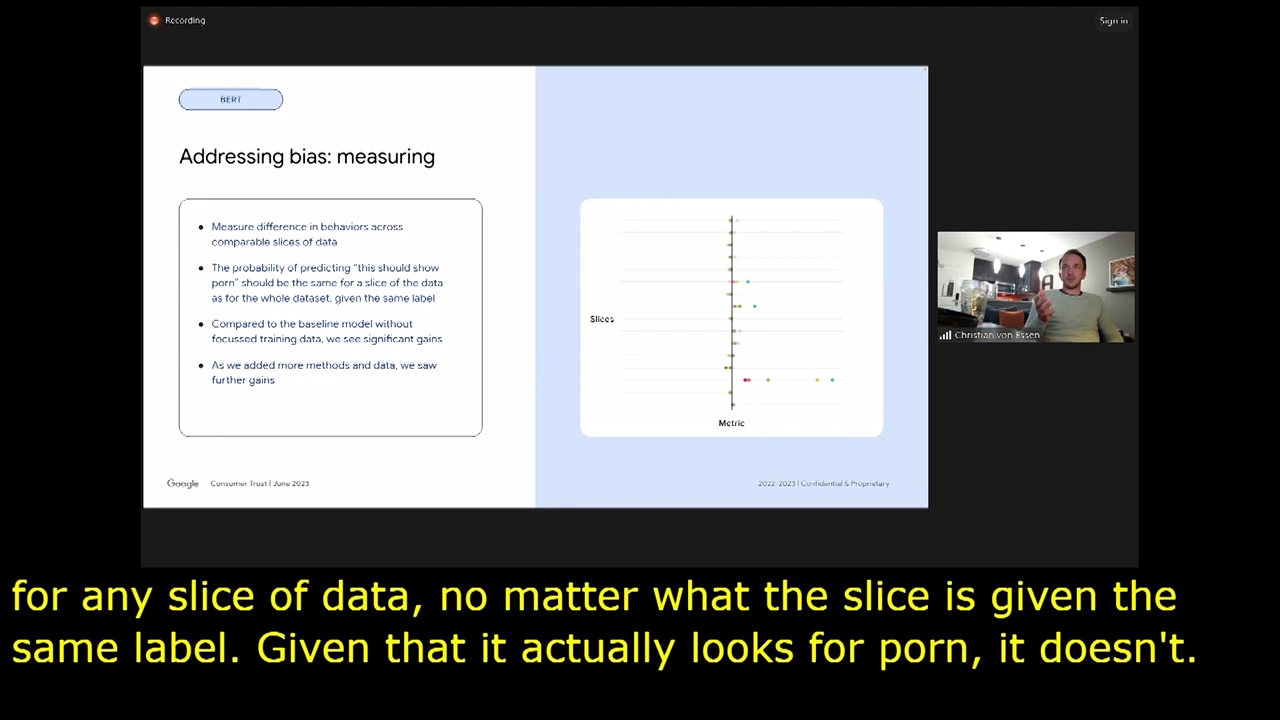 Recording
Sign in
BERT
Addressing bias: measuring
● Measure difference in behaviors across
comparable slices of data
● The probability of predicting "this should show
porn" should be the same for a slice of the data
as for the whole dataset, given the same label
● Compared to the baseline model without
focussed training data, we see significant gains
● As we added more methods and data, we saw
further gains
Slices
Metric
Google Consumer Trust | June 2023
2022-2023 | Confidential & Proprietary
Christian von Essen
for any slice of data, no matter what the slice is given the
same label. Given that it actually looks for porn, it doesn't.